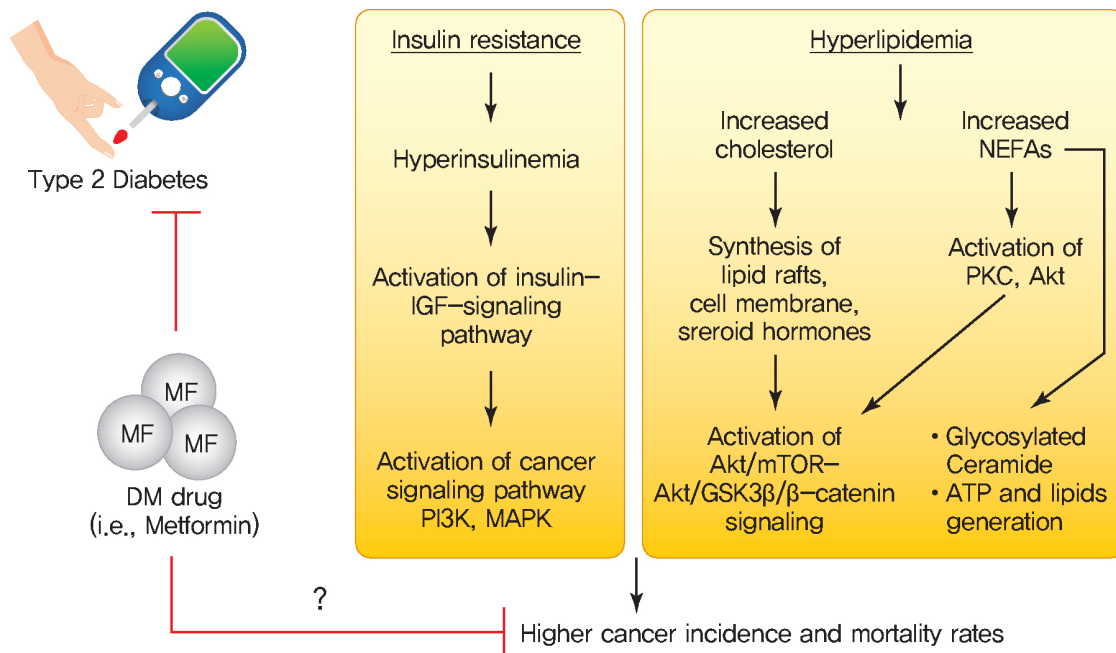 Type 2 Diabetes
MF
MF
MF
DM drug
(i.e., Metformin)
?
Insulin resistance
Hyperinsulinemia
Activation of insulin–
IGF–signaling
pathway
Activation of cancer
signaling pathway
PI3K, MAPK
Hyperlipidemia
Increased
cholesterol
Synthesis of
lipid rafts,
cell membrane,
sreroid hormones
Activation of
Akt/mTOR–
Akt/GSK3β/β–catenin
signaling
Increased
NEFAs
Activation of
PKC, Akt
• Glycosylated
Ceramide
• ATP and lipids
generation
Higher cancer incidence and mortality rates